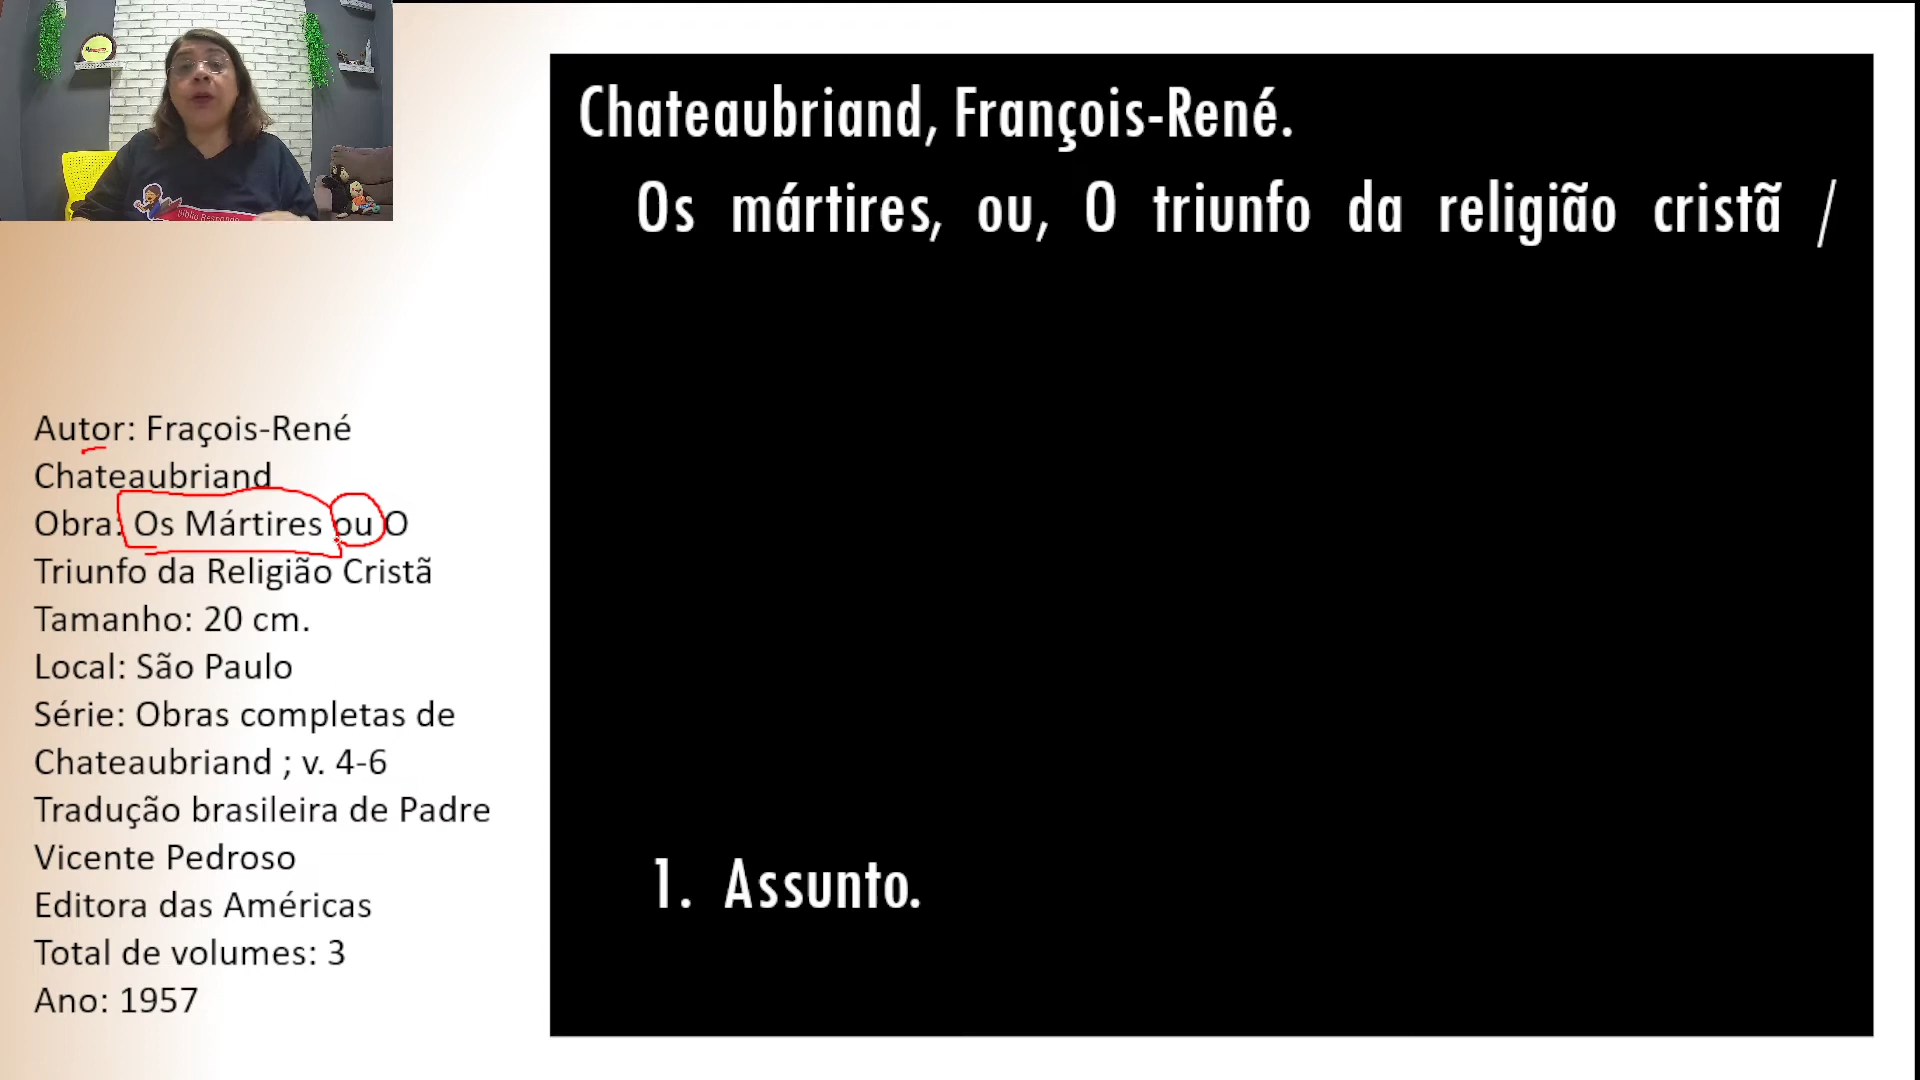 Biblio Responde
Autor: Fraçois-René
Chateaubriand
Obra: Os Mártires ou O
Triunfo da Religião Cristã
Tamanho: 20 cm.
Local: São Paulo
Série: Obras completas de
Chateaubriand ; v. 4-6
Tradução brasileira de Padre
Vicente Pedroso
Editora das Américas
Total de volumes: 3
Ano: 1957
Chateaubriand, François-René.
Os mártires, ou, O triunfo da religião cristã /
1. Assunto.